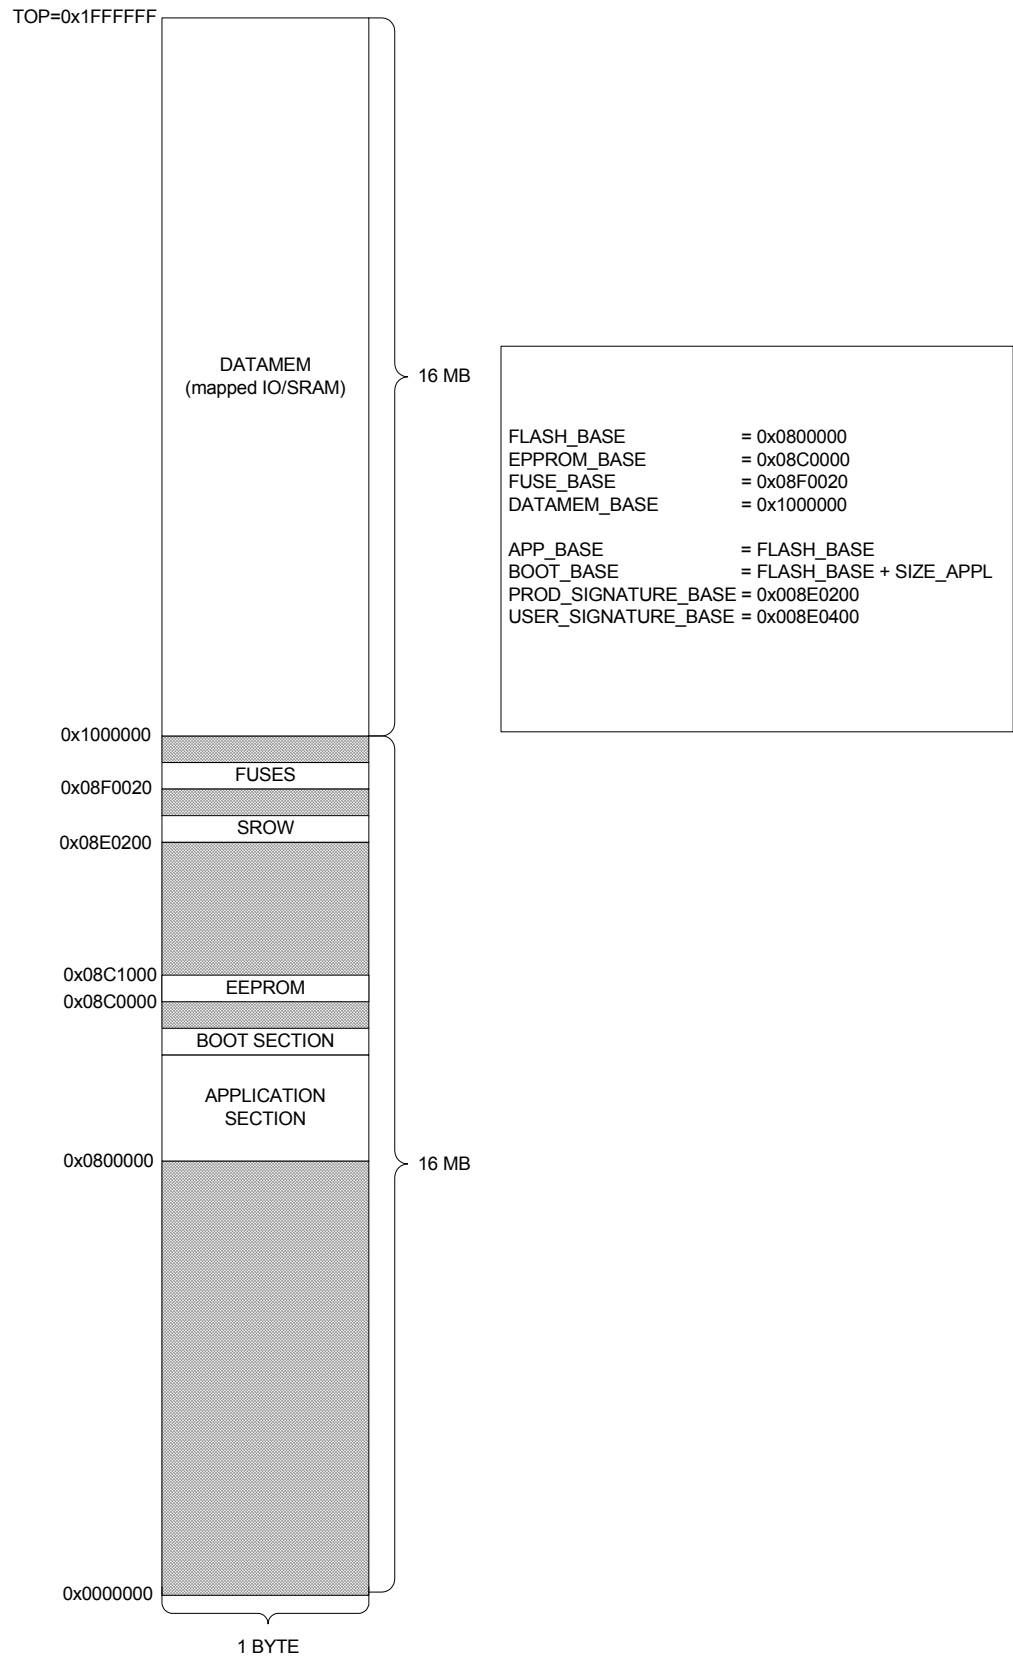 TOP=0x1FFFFFF
DATAMEM
(mapped IO/SRAM)
16 MB
FLASH_BASE = 0x0800000
EPPROM_BASE = 0x08C0000
FUSE_BASE = 0x08F0020
DATAMEM_BASE = 0x1000000
APP_BASE = FLASH_BASE
BOOT_BASE = FLASH_BASE + SIZE_APPL
PROD_SIGNATURE_BASE = 0x008E0200
USER_SIGNATURE_BASE = 0x008E0400
0x1000000
FUSES
0x08F0020
SROW
0x08E0200
0x08C1000
EEPROM
0x08C0000
BOOT SECTION
APPLICATION
SECTION
0x0800000
16 MB
0x0000000
1 BYTE